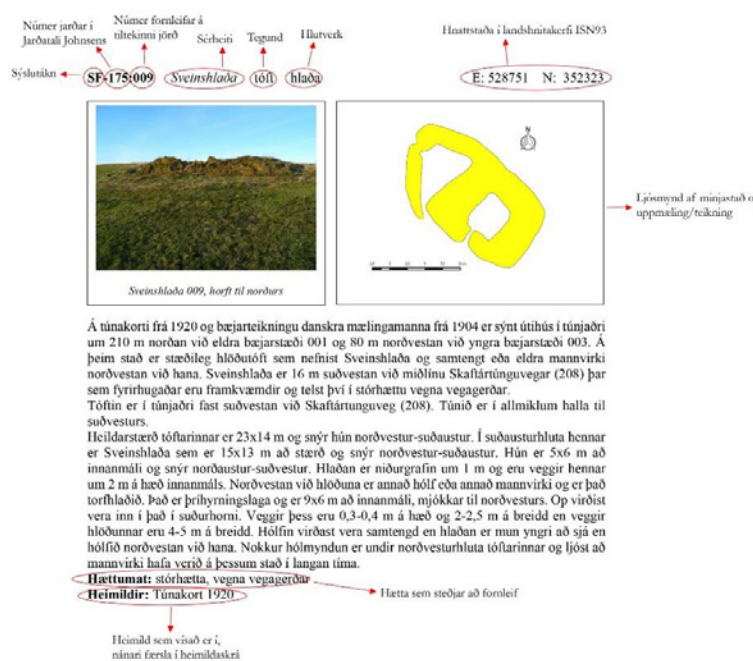 Númer jarðar í
Jarðatali Johnsens
Númer fornleifar á
tiltekinni jörð
Sérheiti
Tegund
Hlutverk
Hnattstaða í landshnitakerfi ISN93
Sýslutákn
SF-175:009 Sveinshlaða tóft hlaða E: 528751 N: 352323
N
Ljósmynd af minjastað o
uppmæling/teikning
Sveinshlaða 009, horft til norðurs
Á túnakorti frá 1920 og bæjarteikningu danskra mælingamanna frá 1904 er sýnt útihús í túnjaðri
um 210 m norðan við eldra bæjarstæði 001 og 80 m norðvestan við yngra bæjarstæði 003. Á
þeim stað er stæðileg hlöðutóft sem nefnist Sveinshlaða og samtengt eða eldra mannvirki
norðvestan við hana. Sveinshlaða er 16 m suðvestan við miðlínu Skaftártúnguvegar (208) þar
sem fyrirhugaðar eru framkvæmdir og telst því í stórhættu vegna vegagerðar.
Tóftin er í túnjaðri fast suðvestan við Skaftártunguveg (208). Túnið er í allmiklum halla til
suðvesturs.
Heildarstærð tóftarinnar er 23x14 m og snýr hún norðvestur-suðaustur. Í suðausturhluta hennar
er Sveinshlaða sem er 15x13 m að stærð og snýr norðvestur-suðaustur. Hún er 5x6 m að
innanmáli og snýr norðaustur-suðvestur. Hlaðan er niðurgrafin um 1 m og eru veggir hennar
um 2 m á hæð innanmáls. Norðvestan við hlöðuna er annað hólf eða annað mannvirki og er það
torfhlaðið. Það er þríhyrningslaga og er 9x6 m að innanmáli, mjókkar til norðvesturs. Op virðist
vera inn í það í suðurhorni. Veggir þess eru 0,3-0,4 m á hæð og 2-2,5 m á breidd en veggir
hlöðunnar eru 4-5 m á breidd. Hólfin virðast vera samtengd en hlaðan er mun yngri að sjá en
hólfið norðvestan við hana. Nokkur hólmyndun er undir norðvesturhluta tóftarinnar og ljóst að
mannvirki hafa verið á þessum stað í langan tíma.
Hættumat: stórhætta, vegna vegagerðar
Heimildir: Túnakort 1920
Hætta sem steðjar að fornleif
Heimild sem vísað er í,
nánari færsla í heimildaskrá